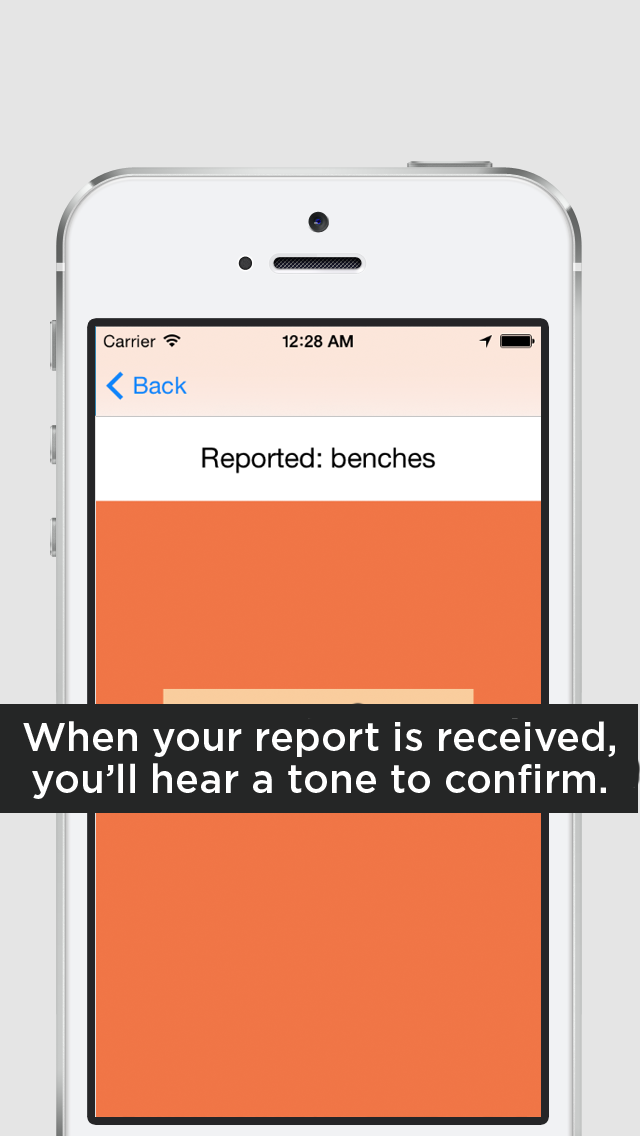 Carrier 12:28 AM
Back
Reported: benches
When your report is received,
you'll hear a tone to confirm.